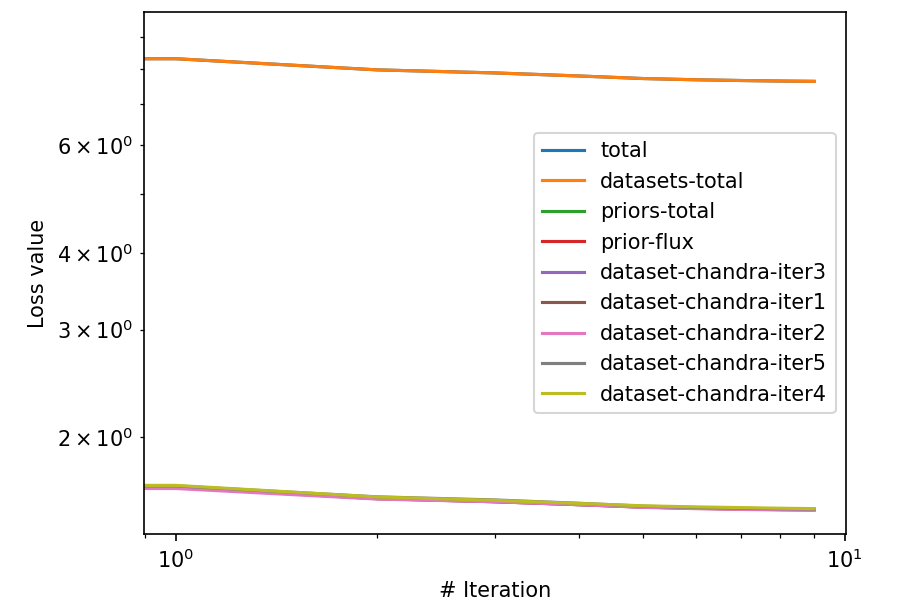 6 × 10⁰
4 × 10⁰
3 × 10⁰
2 × 10⁰
Loss value
total
datasets-total
priors-total
prior-flux
dataset-chandra-iter3
dataset-chandra-iter1
dataset-chandra-iter2
dataset-chandra-iter5
dataset-chandra-iter4
10⁰
10¹
# Iteration